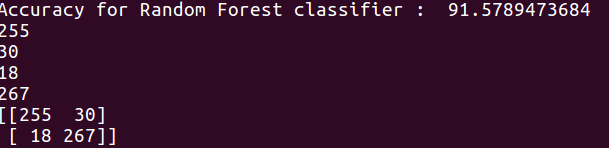 Accuracy for Random Forest classifier :  91.5789473684
255
30
18
267
[[255  30]
 [ 18 267]]